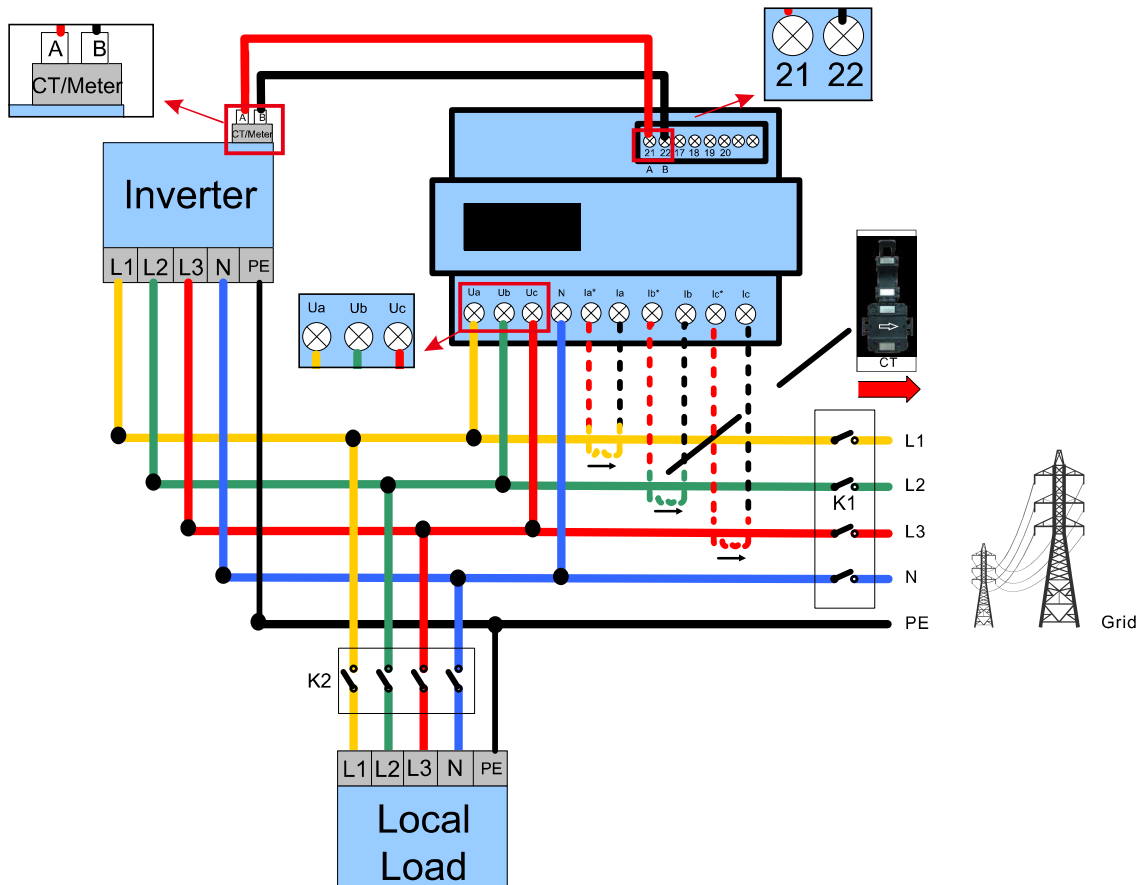 A B
CT/Meter
21 22
A B
CT/Meter
21 22 17 18 19 20
A B
Inverter
L1 L2 L3 N PE
Ua Ub Uc
Ua Ub Uc N Ia* Ia Ib* Ib Ic* Ic
CT
L1
L2
K1
L3
N
PE
Grid
K2
L1 L2 L3 N PE
Local
Load